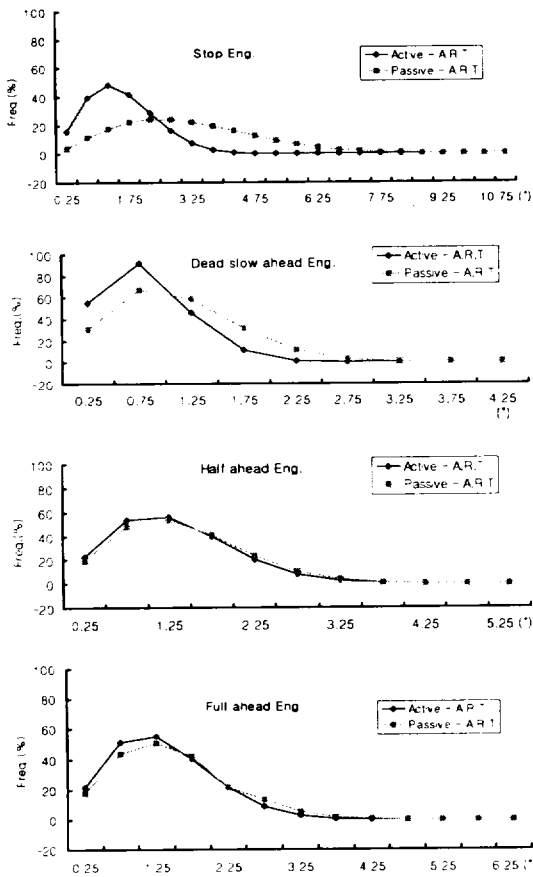 Stop Eng.
Active - A.R.T
Passive - A.R.T
Freq.(%)
100
80
60
40
20
0
-20
0.25 1.75 3.25 4.75 6.25 7.75 9.25 10.75 (°)
Dead slow ahead Eng.
Active - A.R.T
Passive - A.R.T
Freq.(%)
100
80
60
40
20
0
-20
0.25 0.75 1.25 1.75 2.25 2.75 3.25 3.75 4.25
(°)
Half ahead Eng.
Active - A.R.T
Passive - A.R.T
Freq.(%)
100
80
60
40
20
0
-20
0.25 1.25 2.25 3.25 4.25 5.25 (°)
Full ahead Eng
Active - A.R.T
Passive - A.R.T
Freq.(%)
100
80
60
40
20
0
-20
0.25 1.25 2.25 3.25 4.25 5.25 6.25 (°)